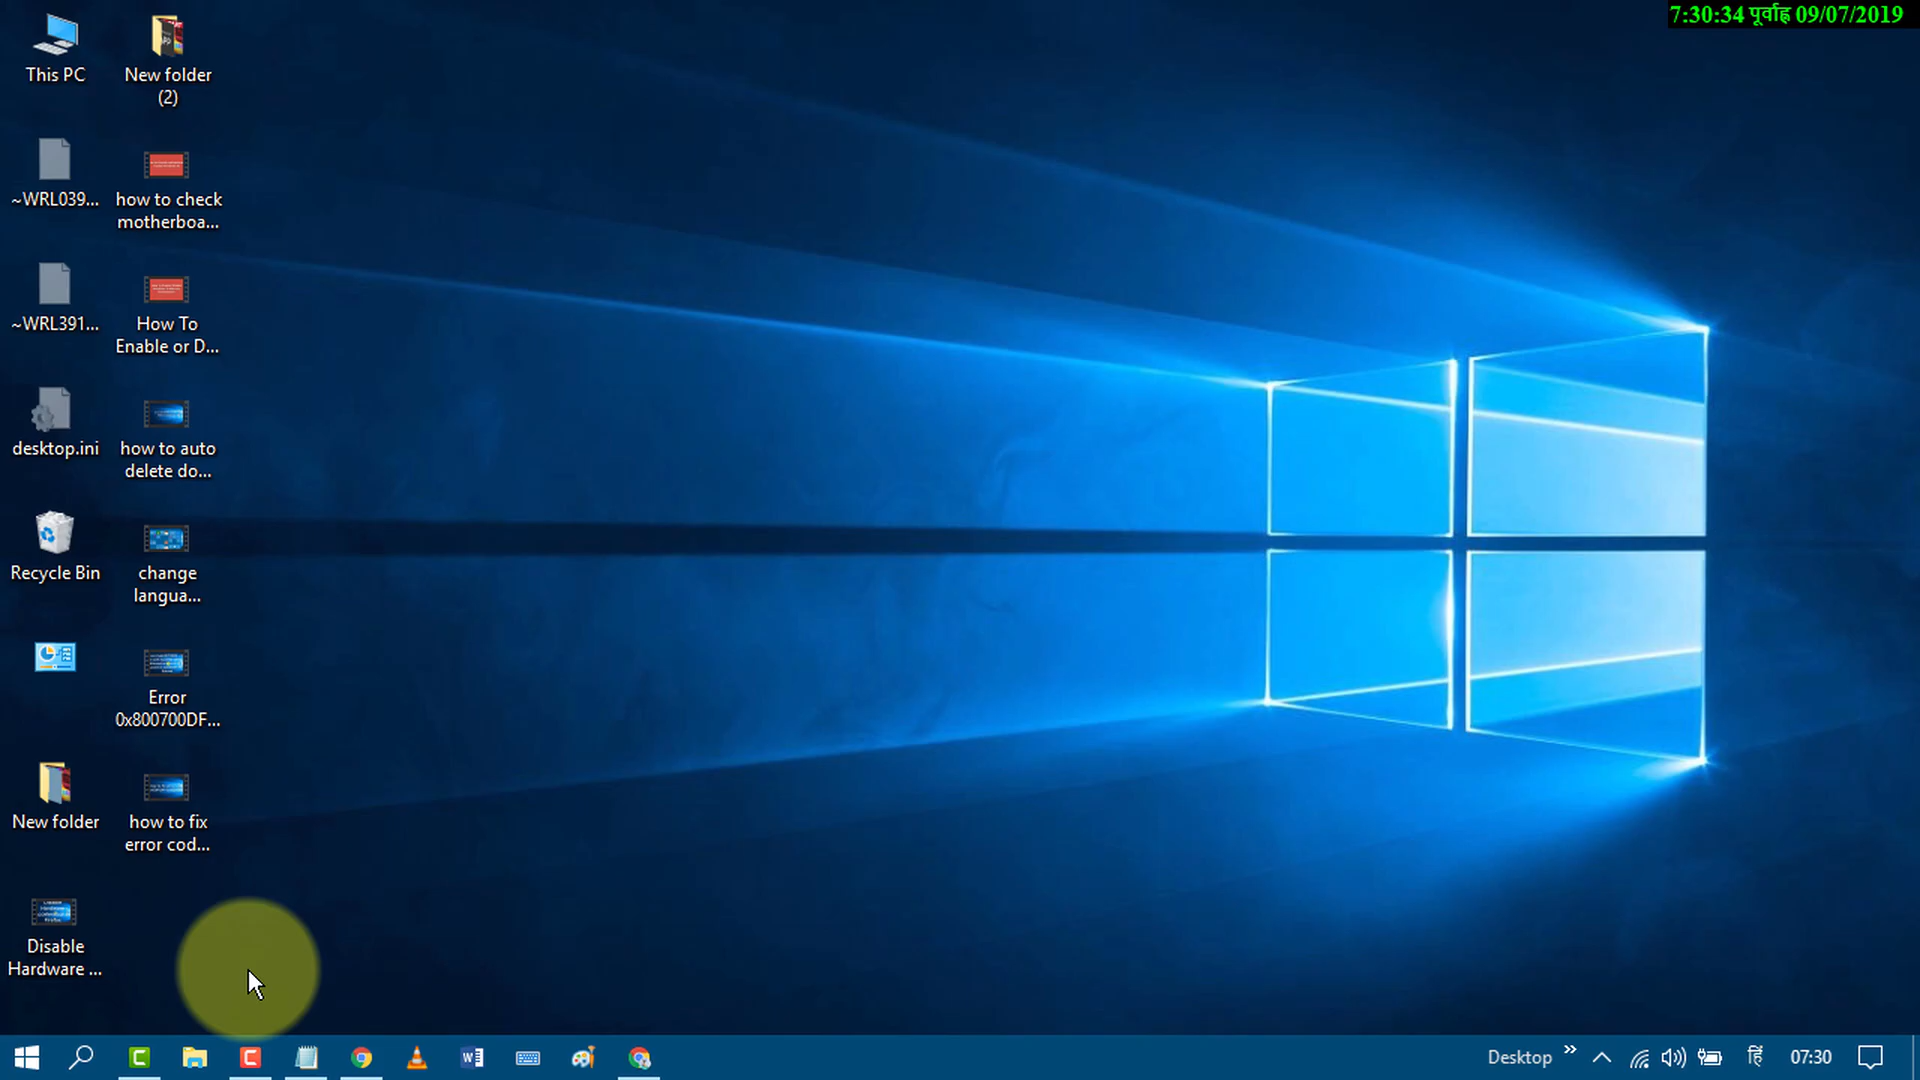 7:30:34 पूर्वाह्न 09/07/2019
This PC
New folder
(2)
~WRL039...
how to check
motherboa...
~WRL391...
How To
Enable or D...
desktop.ini
how to auto
delete do...
Recycle Bin
change
langua...
Error
0x800700DF...
New folder
how to fix
error cod...
Disable
Hardware ...
Desktop
हिं
07:30